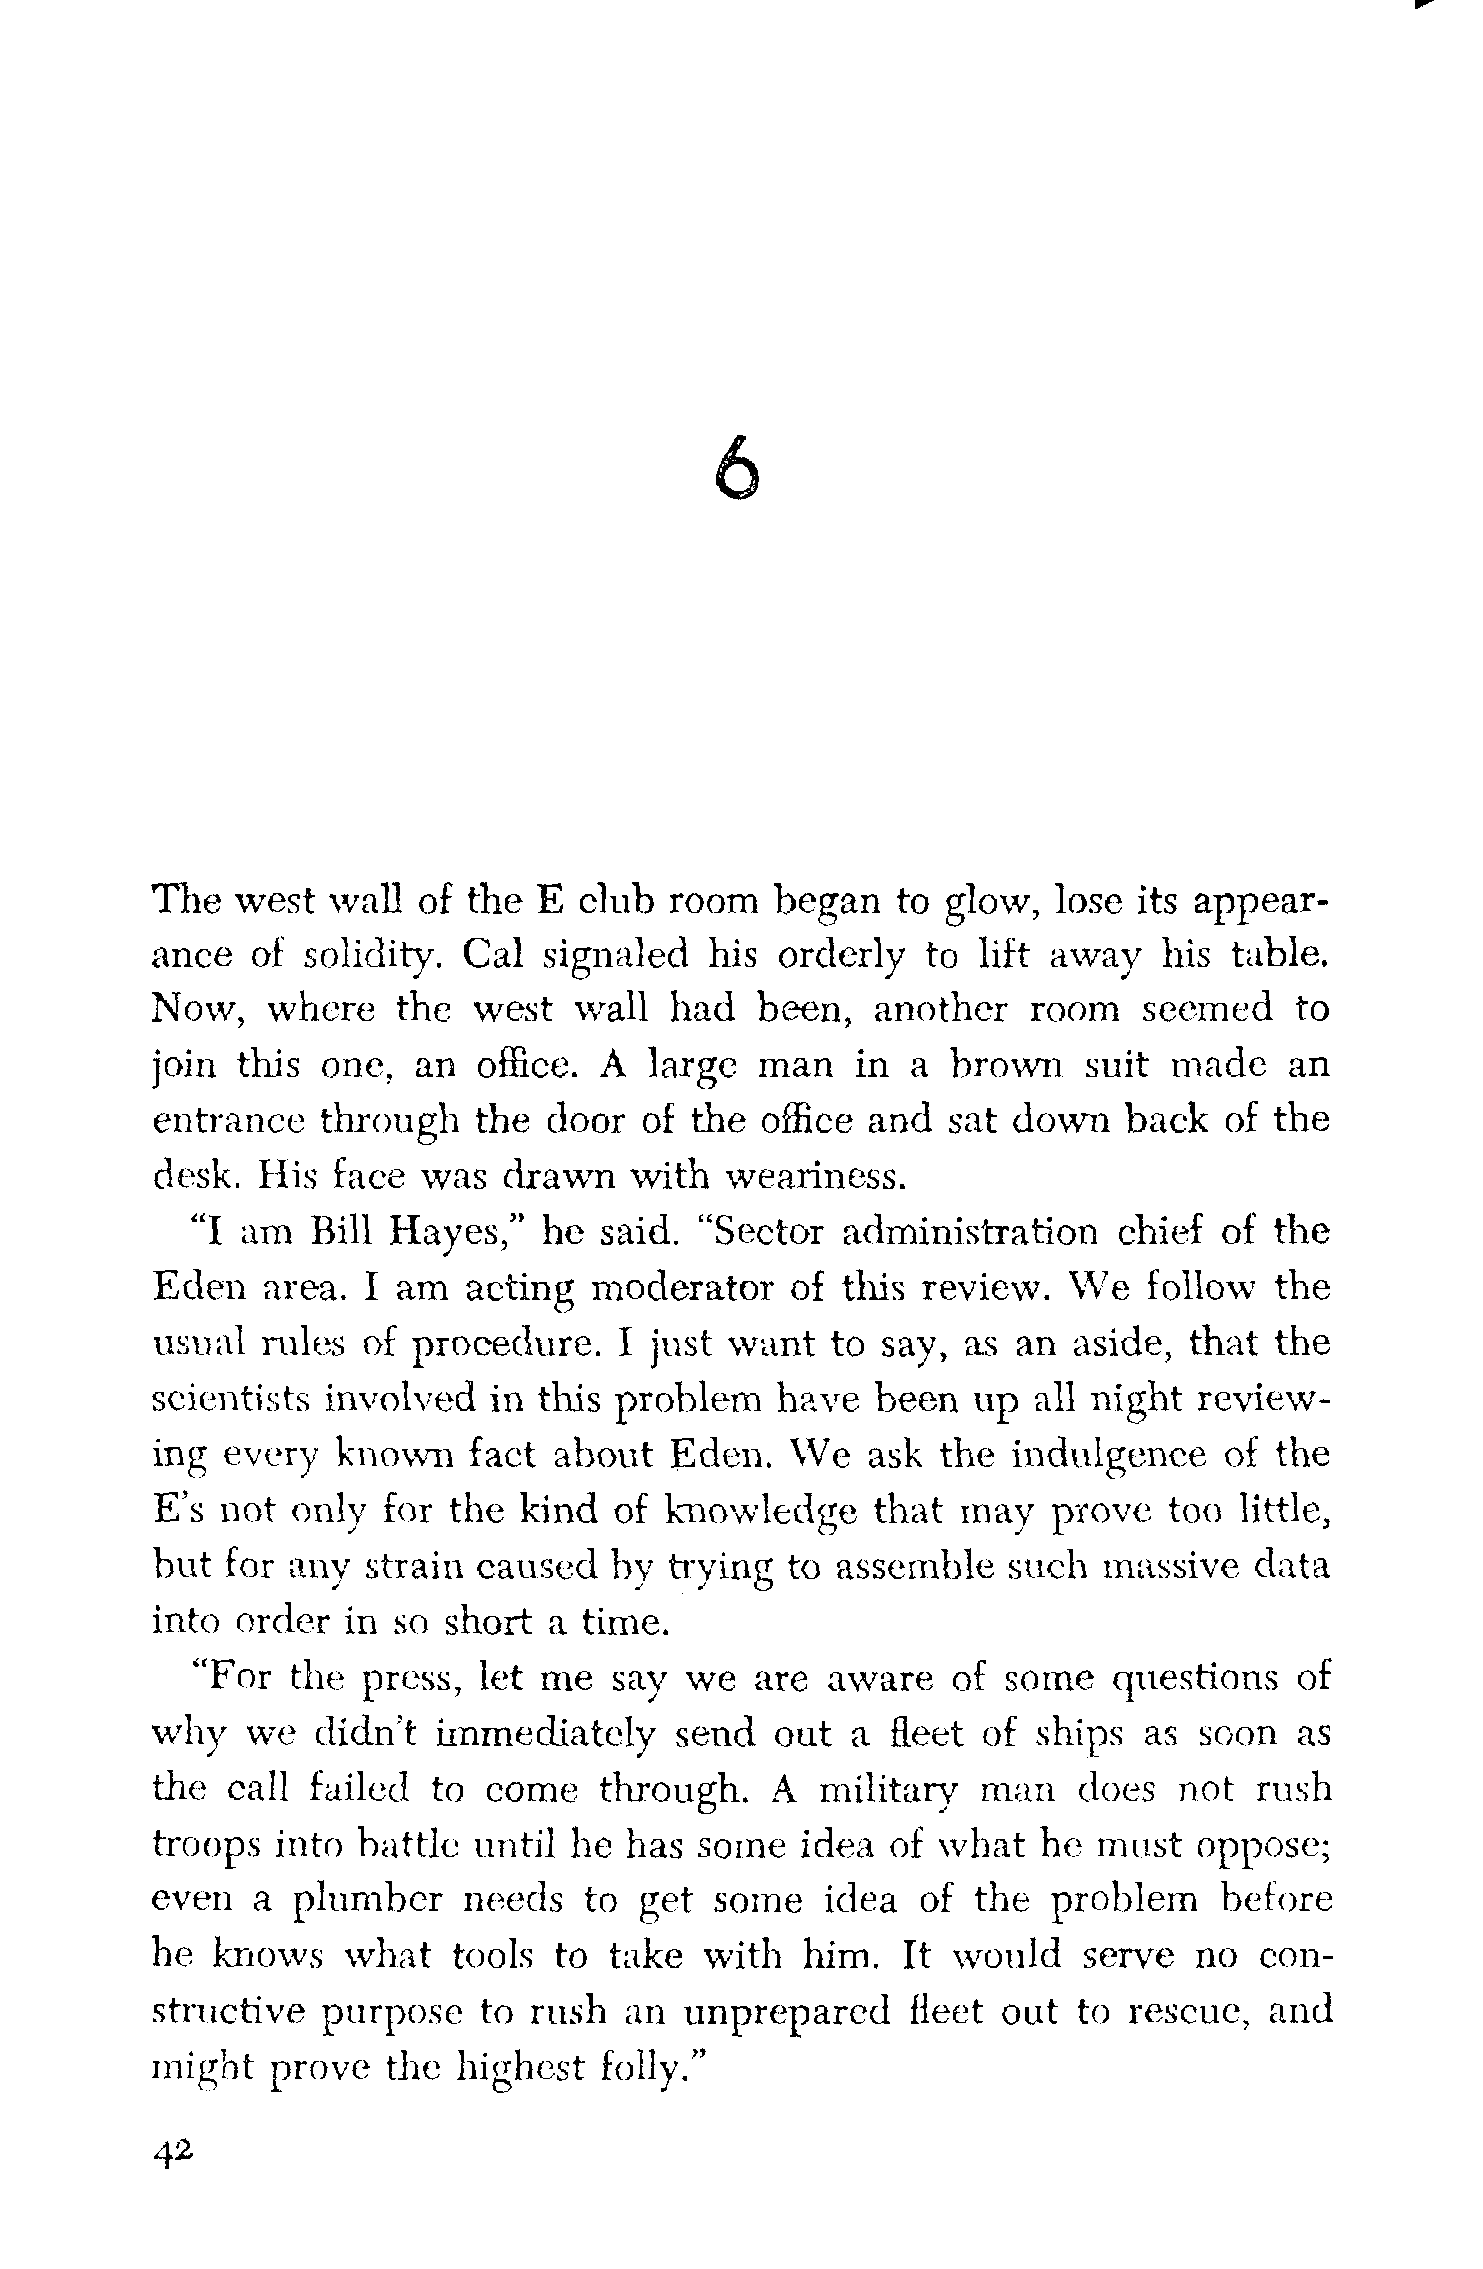 6
The west wall of the E club room began to glow, lose its appear-
ance of solidity. Cal signaled his orderly to lift away his table.
Now, where the west wall had been, another room seemed to
join this one, an office. A large man in a brown suit made an
entrance through the door of the office and sat down back of the
desk. His face was drawn with weariness.
“I am Bill Hayes,” he said. “Sector administration chief of the
Eden area. I am acting moderator of this review. We follow the
usual rules of procedure. I just want to say, as an aside, that the
scientists involved in this problem have been up all night review-
ing every known fact about Eden. We ask the indulgence of the
E’s not only for the kind of knowledge that may prove too little,
but for any strain caused by trying to assemble such massive data
into order in so short a time.
“For the press, let me say we are aware of some questions of
why we didn’t immediately send out a fleet of ships as soon as
the call failed to come through. A military man does not rush
troops into battle until he has some idea of what he must oppose;
even a plumber needs to get some idea of the problem before
he knows what tools to take with him. It would serve no con-
structive purpose to rush an unprepared fleet out to rescue, and
might prove the highest folly.”
42